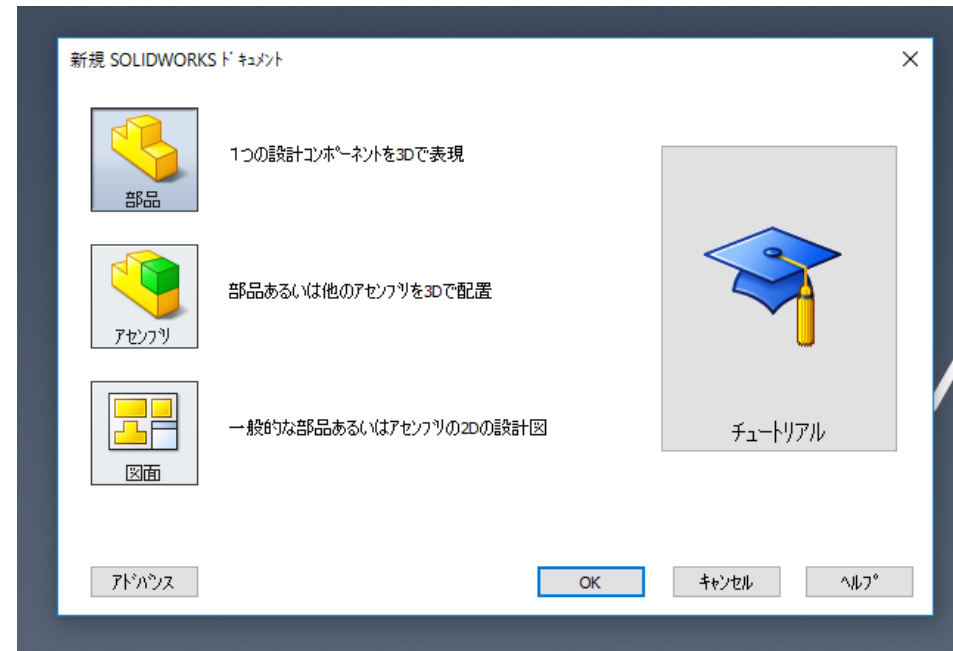 新規 SOLIDWORKS ﾄﾞｷｭﾒﾝﾄ
部品
1つの設計ｺﾝﾎﾟｰﾈﾝﾄを3Dで表現
アセンブリ
部品あるいは他のｱｾﾝﾌﾞﾘを3Dで配置
図面
一般的な部品あるいはｱｾﾝﾌﾞﾘの2Dの設計図
チュートリアル
ｱﾄﾞﾊﾞﾝｽ
OK
ｷｬﾝｾﾙ
ﾍﾙﾌﾟ